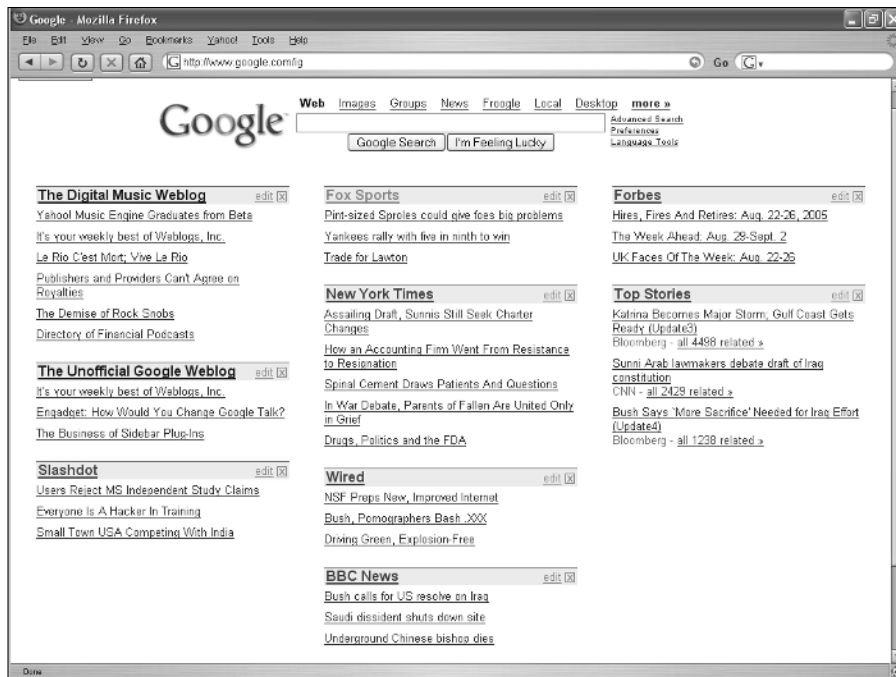 Google - Mozilla Firefox
File Edit View Go Bookmarks Yahoo! Tools Help
http://www.google.com/ig
Go
Web Images Groups News Froogle Local Desktop more »
Google
Advanced Search
Preferences
Language Tools
Google Search I'm Feeling Lucky
The Digital Music Weblog edit
Yahoo! Music Engine Graduates from Beta
It's your weekly best of Weblogs, Inc.
Le Rio C'est Mort; Vive Le Rio
Publishers and Providers Can't Agree on
Royalties
The Demise of Rock Snobs
Directory of Financial Podcasts
The Unofficial Google Weblog edit
It's your weekly best of Weblogs, Inc.
Engadget: How Would You Change Google Talk?
The Business of Sidebar Plug-Ins
Slashdot edit
Users Reject MS Independent Study Claims
Everyone Is A Hacker In Training
Small Town USA Competing With India
Fox Sports edit
Pint-sized Sproles could give foes big problems
Yankees rally with five in ninth to win
Trade for Lawton
New York Times edit
Assailing Draft, Sunnis Still Seek Charter
Changes
How an Accounting Firm Went From Resistance
to Resignation
Spinal Cement Draws Patients And Questions
In War Debate, Parents of Fallen Are United Only
in Grief
Drugs, Politics and the FDA
Wired edit
NSF Preps New, Improved Internet
Bush, Pornographers Bash .XXX
Driving Green, Explosion-Free
BBC News edit
Bush calls for US resolve on Iraq
Saudi dissident shuts down site
Underground Chinese bishop dies
Forbes edit
Hires, Fires And Retires: Aug. 22-26, 2005
The Week Ahead: Aug. 29-Sept. 2
UK Faces Of The Week: Aug. 22-26
Top Stories edit
Katrina Becomes Major Storm; Gulf Coast Gets
Ready (Update3)
Bloomberg - all 4498 related »
Sunni Arab lawmakers debate draft of Iraq
constitution
CNN - all 2429 related »
Bush Says `More Sacrifice' Needed for Iraq Effort
(Update4)
Bloomberg - all 1238 related »
Done